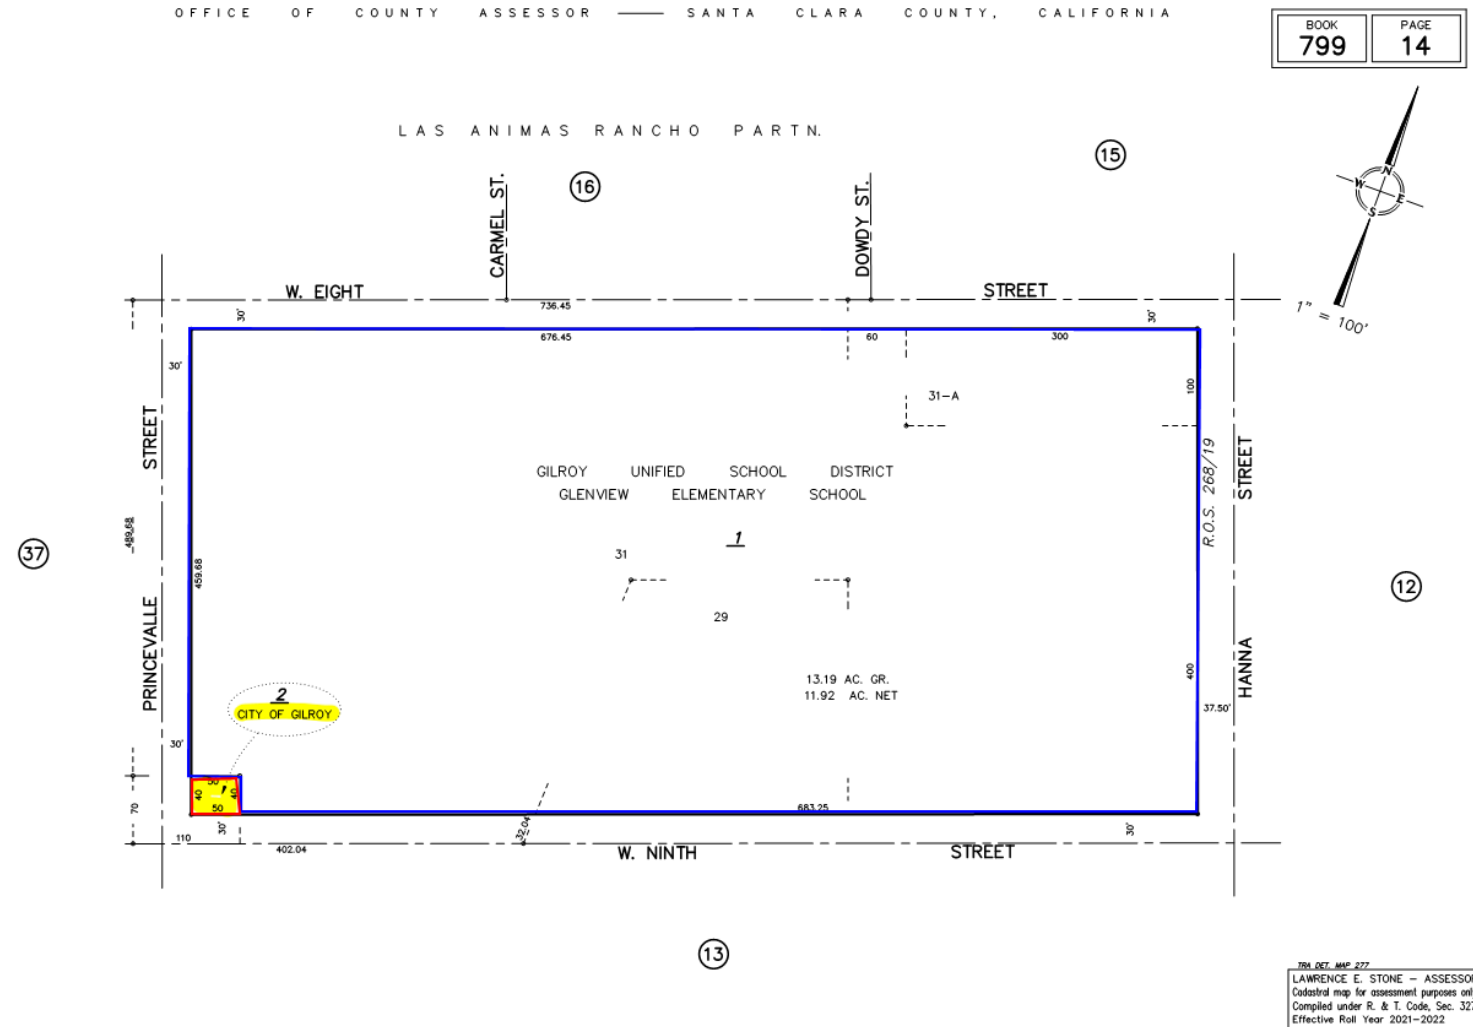 OFFICE OF COUNTY ASSESSOR —— SANTA CLARA COUNTY, CALIFORNIA
BOOK
799
PAGE
14
LAS ANIMAS RANCHO PARTN.
15
16
N
W
E
S
1" = 100'
CARMEL ST.
DOWDY ST.
W. EIGHT
STREET
736.45
30'
30'
676.45
60
300
30'
100
31-A
STREET
R.O.S. 268/19
STREET
GILROY UNIFIED SCHOOL DISTRICT
GLENVIEW ELEMENTARY SCHOOL
1
489.68
459.68
37
31
12
29
PRINCEVALLE
HANNA
400
13.19 AC. GR.
11.92 AC. NET
2
CITY OF GILROY
37.50'
30'
50
40
40
50
70
683.25
30'
32.04
30'
110
402.04
W. NINTH
STREET
13
TRA DET. MAP 277
LAWRENCE E. STONE - ASSESSOR
Cadastral map for assessment purposes onl
Compiled under R. & T. Code, Sec. 327
Effective Roll Year 2021-2022